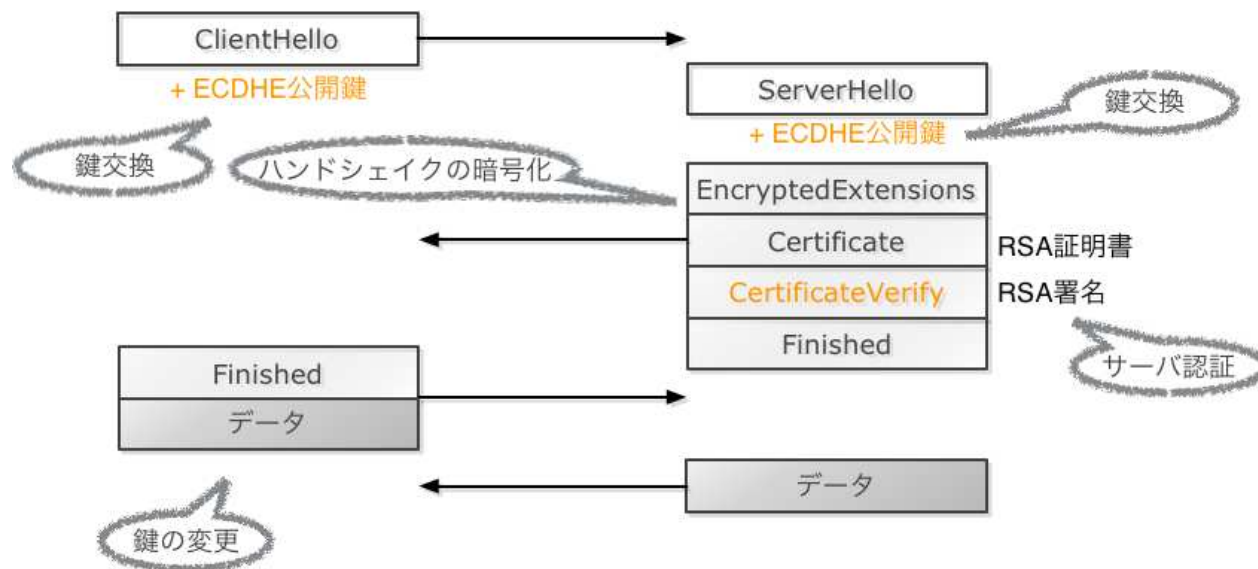 ClientHello
+ ECDHE公開鍵
ServerHello
+ ECDHE公開鍵
鍵交換
鍵交換
ハンドシェイクの暗号化
EncryptedExtensions
Certificate
RSA証明書
CertificateVerify
RSA署名
Finished
サーバ認証
Finished
データ
データ
鍵の変更